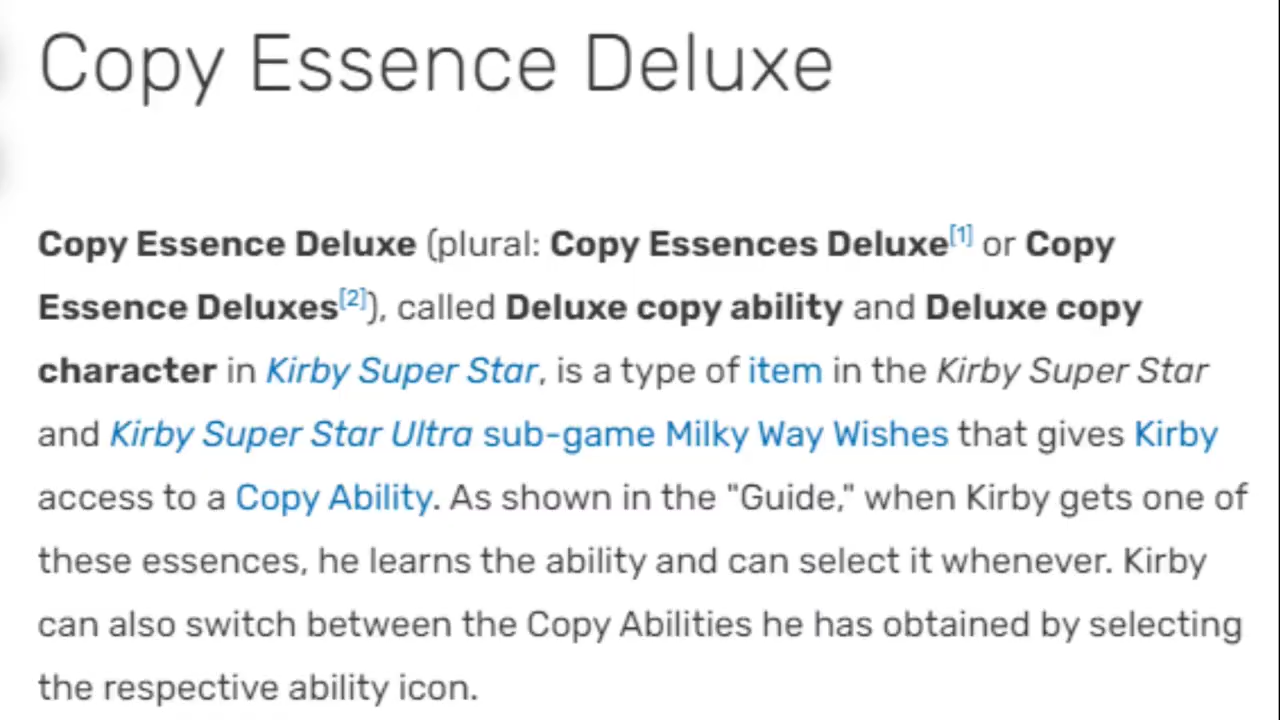 Copy Essence Deluxe
Copy Essence Deluxe (plural: Copy Essences Deluxe[1] or Copy
Essence Deluxes[2]), called Deluxe copy ability and Deluxe copy
character in Kirby Super Star, is a type of item in the Kirby Super Star
and Kirby Super Star Ultra sub-game Milky Way Wishes that gives Kirby
access to a Copy Ability. As shown in the "Guide," when Kirby gets one of
these essences, he learns the ability and can select it whenever. Kirby
can also switch between the Copy Abilities he has obtained by selecting
the respective ability icon.